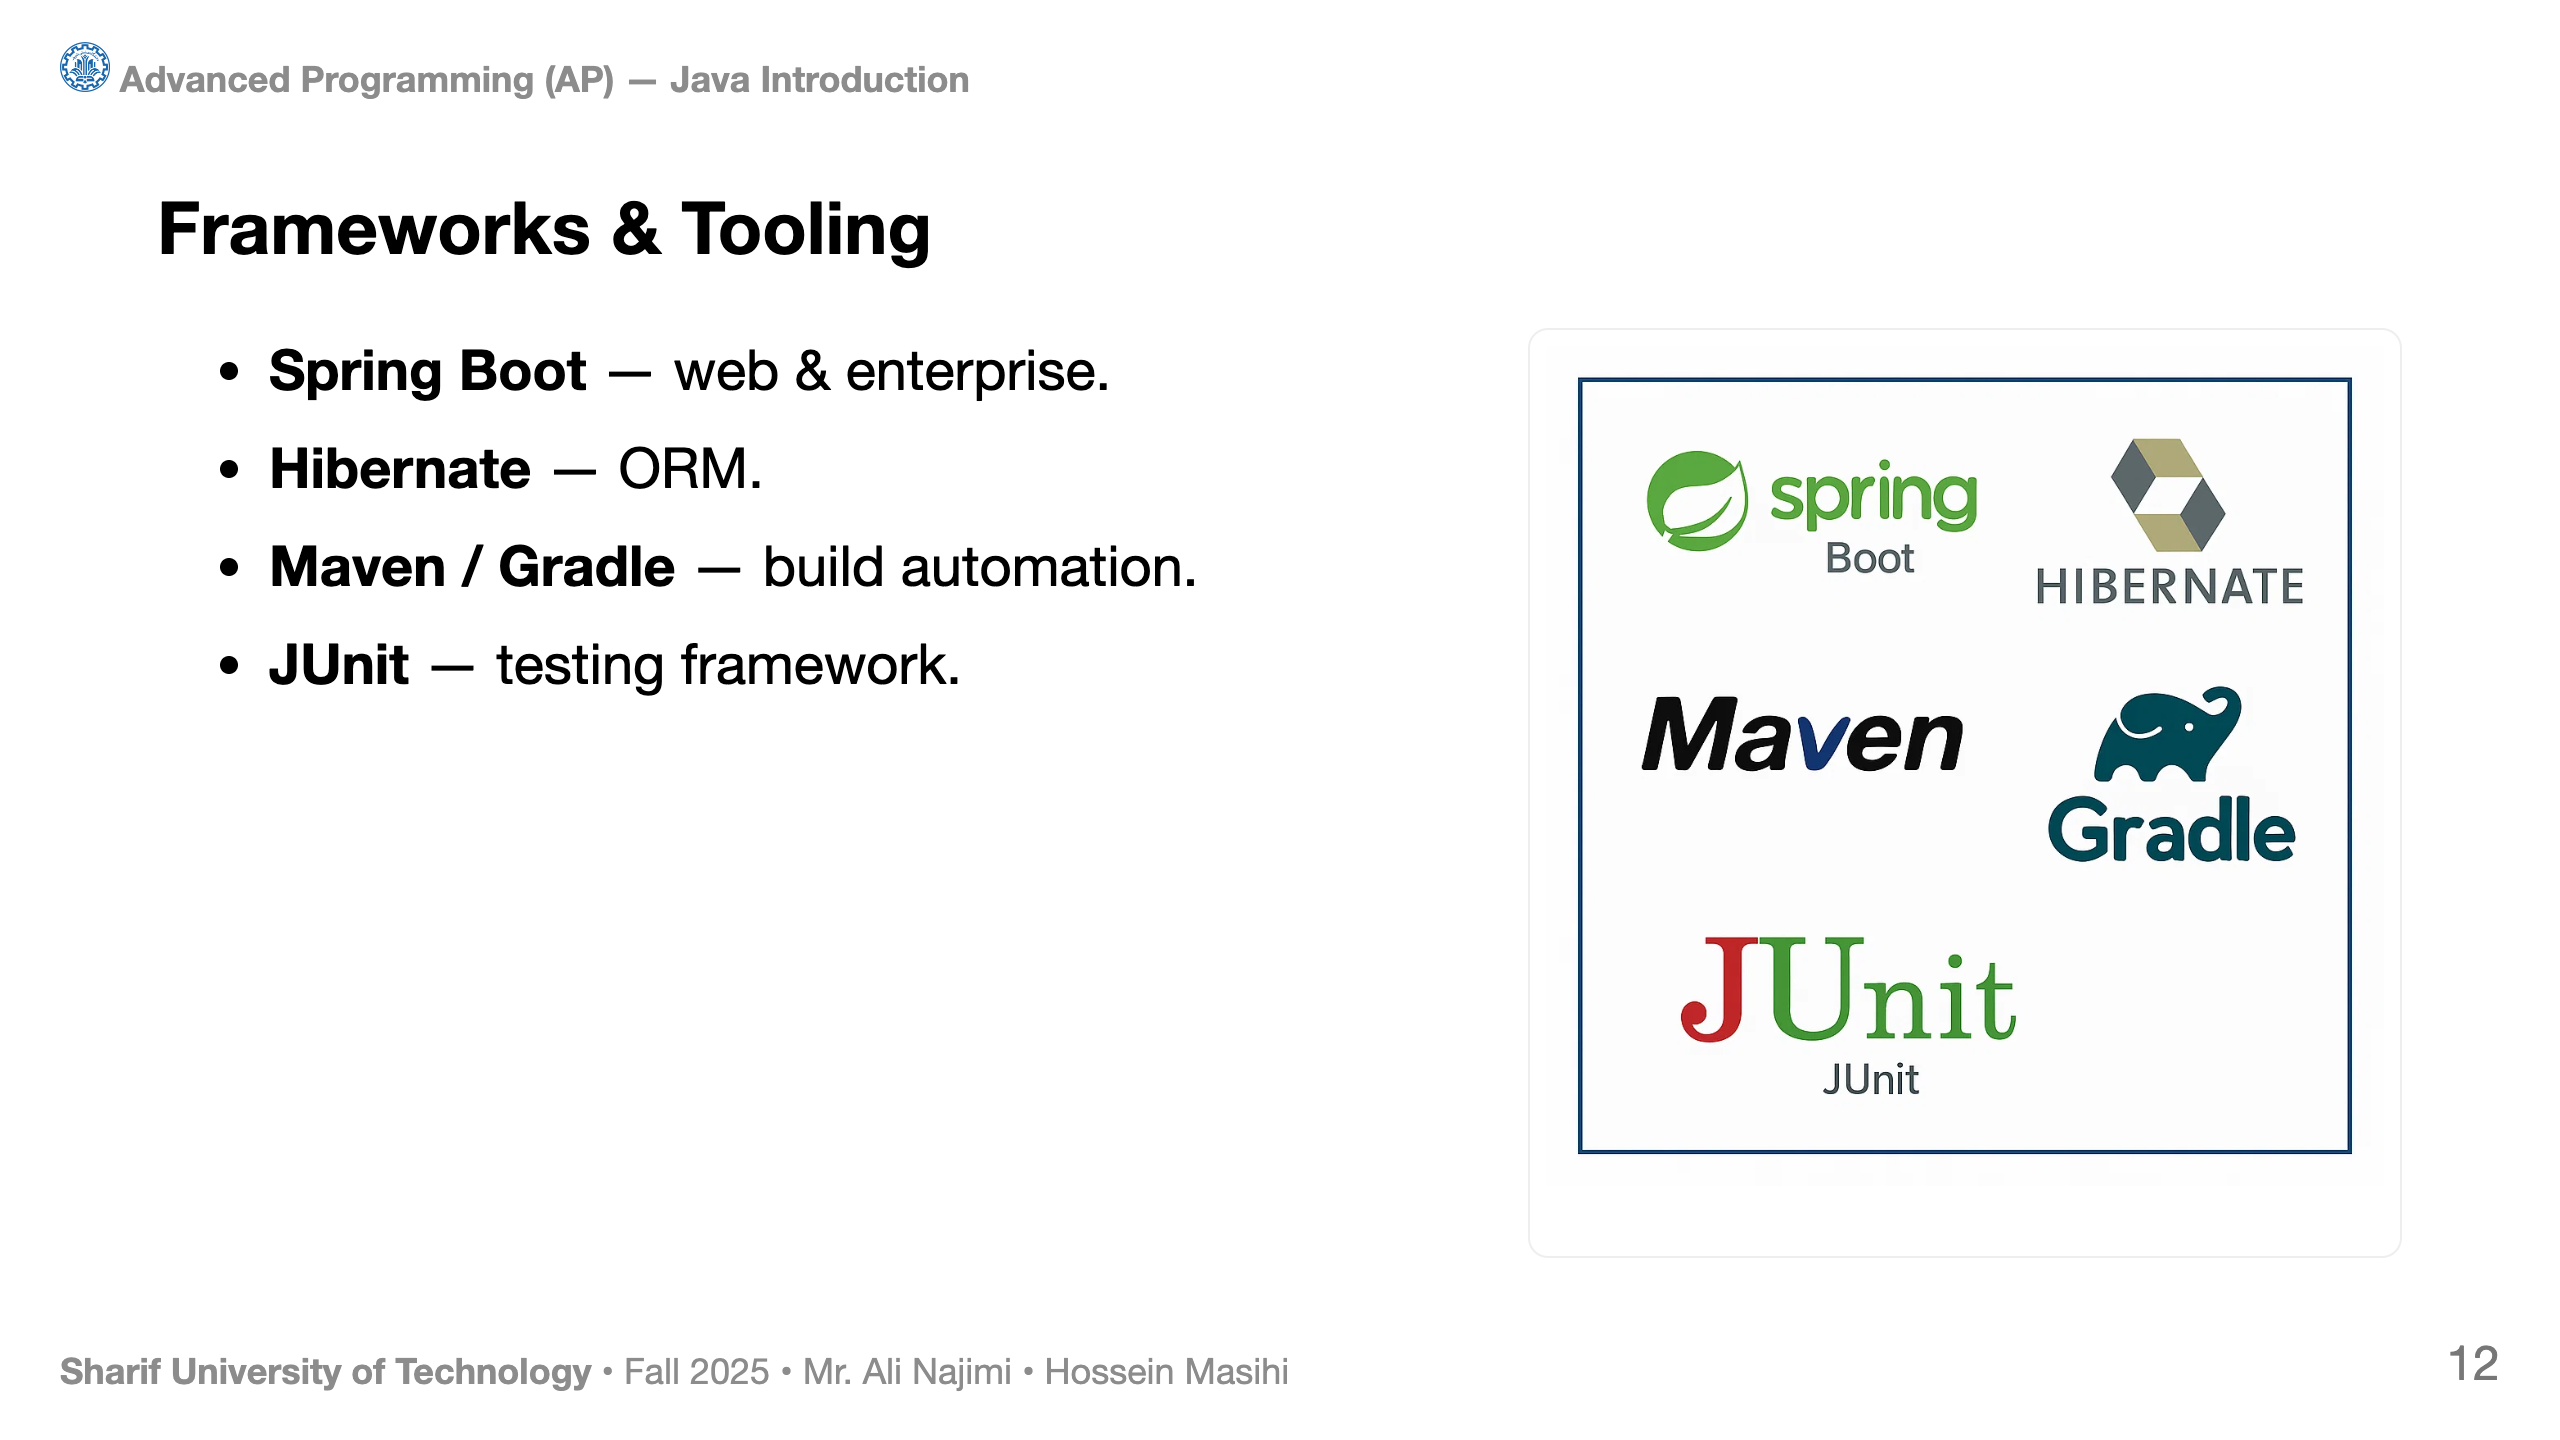 Advanced Programming (AP) — Java Introduction
Frameworks & Tooling
• Spring Boot — web & enterprise.
• Hibernate — ORM.
• Maven / Gradle — build automation.
• JUnit — testing framework.
spring
Boot
HIBERNATE
Maven
Gradle
JUnit
JUnit
Sharif University of Technology • Fall 2025 • Mr. Ali Najimi • Hossein Masihi
12